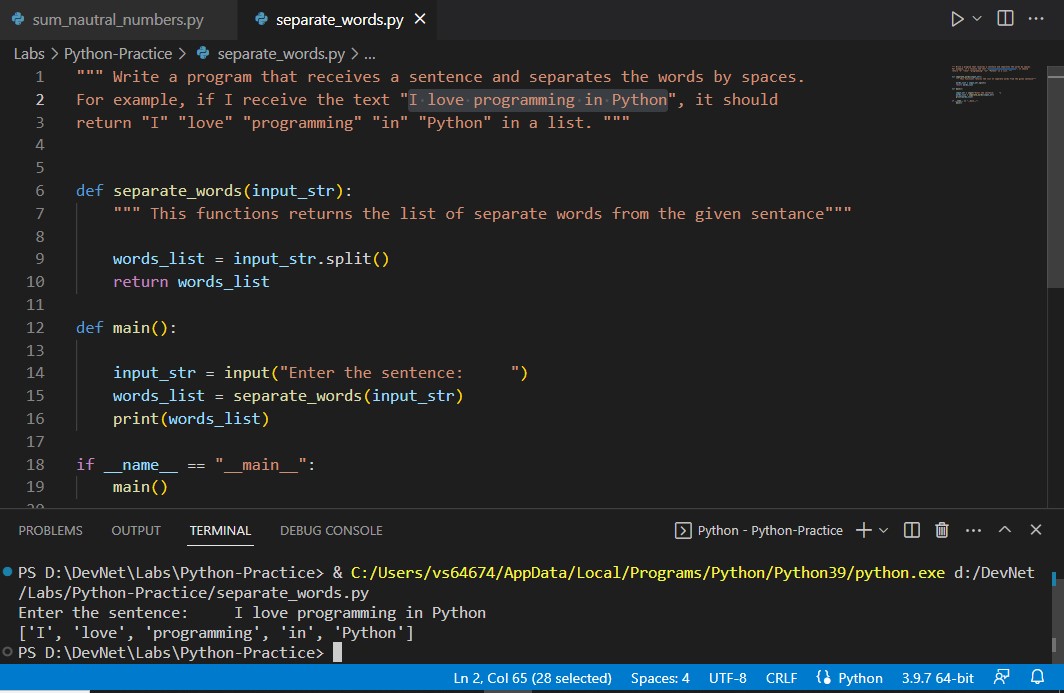 sum_nautral_numbers.py separate_words.py
Labs > Python-Practice > separate_words.py > ...
1 """ Write a program that receives a sentence and separates the words by spaces.
2 For example, if I receive the text "I love programming in Python", it should
3 return "I" "love" "programming" "in" "Python" in a list. """
4
5
6 def separate_words(input_str):
7     """ This functions returns the list of separate words from the given sentance"""
8
9     words_list = input_str.split()
10     return words_list
11
12 def main():
13
14     input_str = input("Enter the sentence:     ")
15     words_list = separate_words(input_str)
16     print(words_list)
17
18 if __name__ == "__main__":
19     main()
PROBLEMS OUTPUT TERMINAL DEBUG CONSOLE Python - Python-Practice
PS D:\DevNet\Labs\Python-Practice> & C:/Users/vs64674/AppData/Local/Programs/Python/Python39/python.exe d:/DevNet
/Labs/Python-Practice/separate_words.py
Enter the sentence:     I love programming in Python
['I', 'love', 'programming', 'in', 'Python']
PS D:\DevNet\Labs\Python-Practice>
Ln 2, Col 65 (28 selected) Spaces: 4 UTF-8 CRLF Python 3.9.7 64-bit